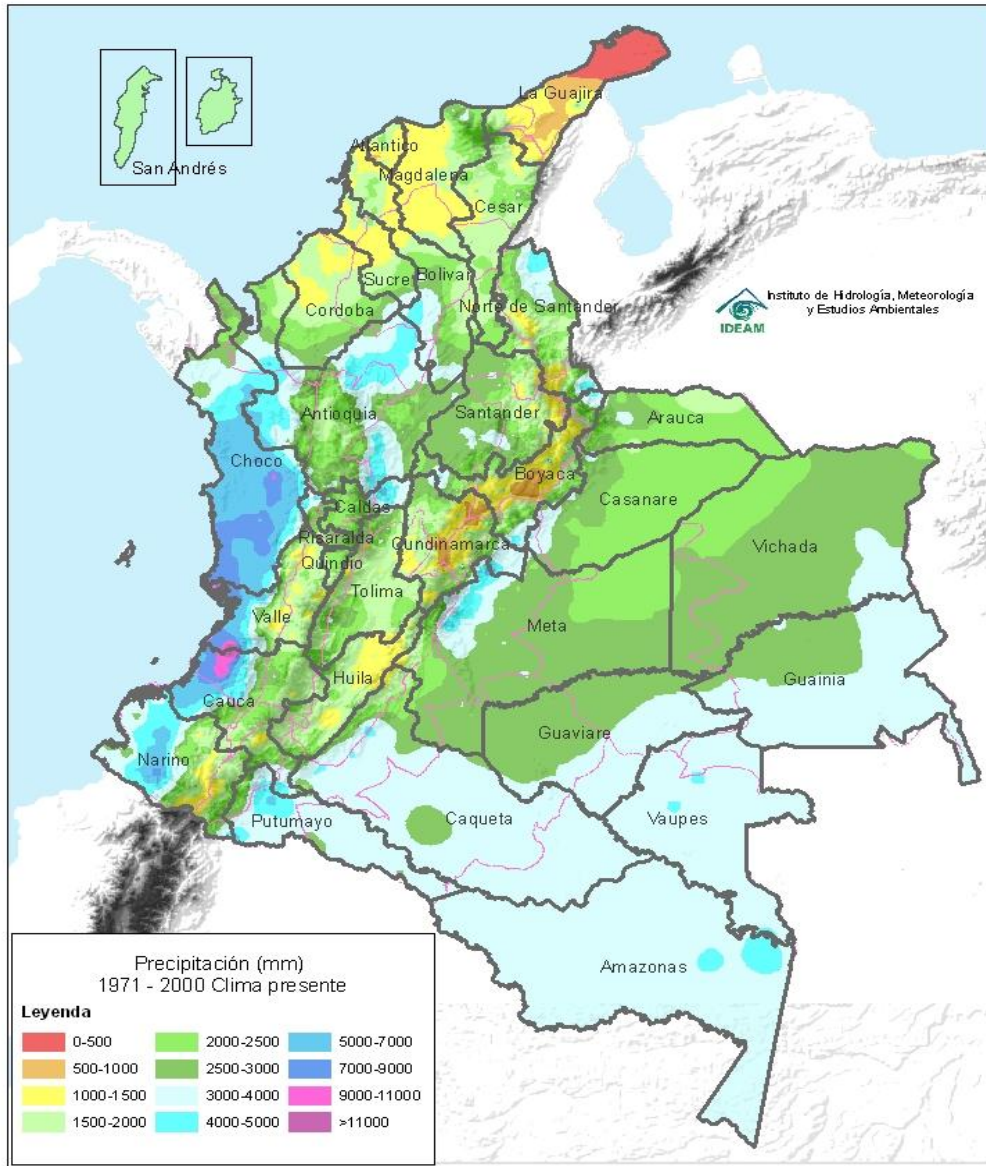 La Guajira
Atlantico
Magdalena
San Andrés
Cesar
Sucre
Bolivar
Cordoba
Norte de Santander
Instituto de Hidrología, Meteorología
y Estudios Ambientales
IDEAM
Antioquia
Santander
Arauca
Choco
Boyaca
Casanare
Caldas
Risaralda
Cundinamarca
Vichada
Quindio
Tolima
Valle
Meta
Huila
Guainia
Cauca
Guaviare
Nariño
Putumayo
Caqueta
Vaupes
Amazonas
Precipitación (mm)
1971 - 2000 Clima presente
Leyenda
0-500
2000-2500
5000-7000
500-1000
2500-3000
7000-9000
1000-1500
3000-4000
9000-11000
1500-2000
4000-5000
>11000